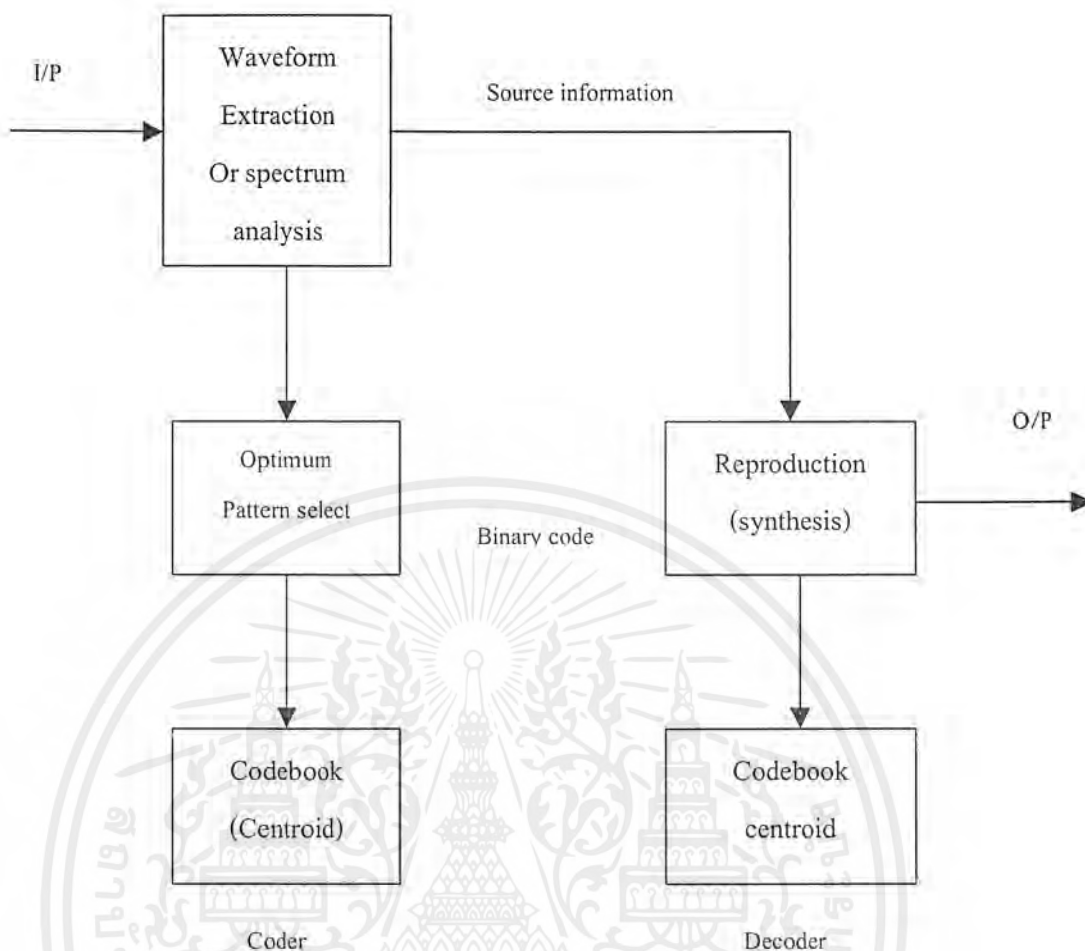 I/P
Waveform
Extraction
Or spectrum
analysis
Source information
Optimum
Pattern select
Binary code
Reproduction
(synthesis)
O/P
Codebook
(Centroid)
Codebook
centroid
Coder
Decoder